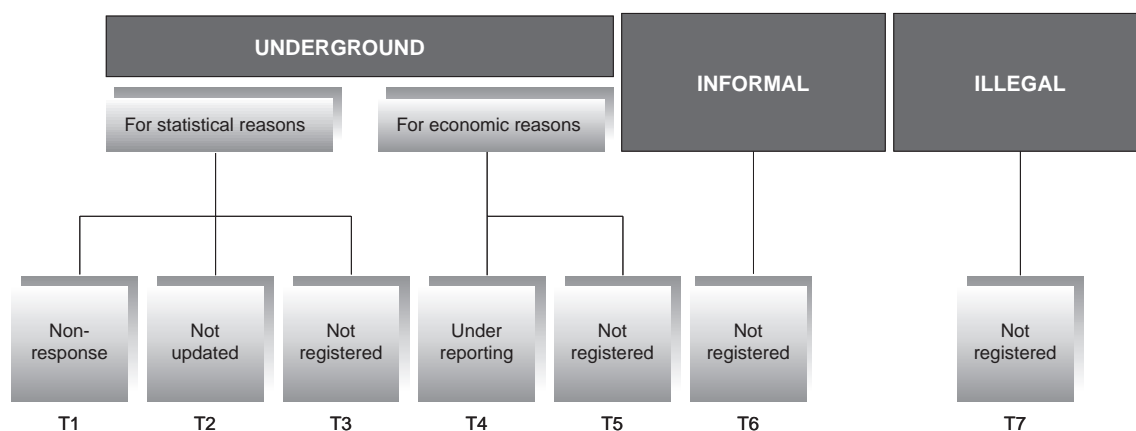 UNDERGROUND
INFORMAL
ILLEGAL
For statistical reasons
For economic reasons
Non-
response
Not
updated
Not
registered
Under
reporting
Not
registered
Not
registered
Not
registered
T1
T2
T3
T4
T5
T6
T7